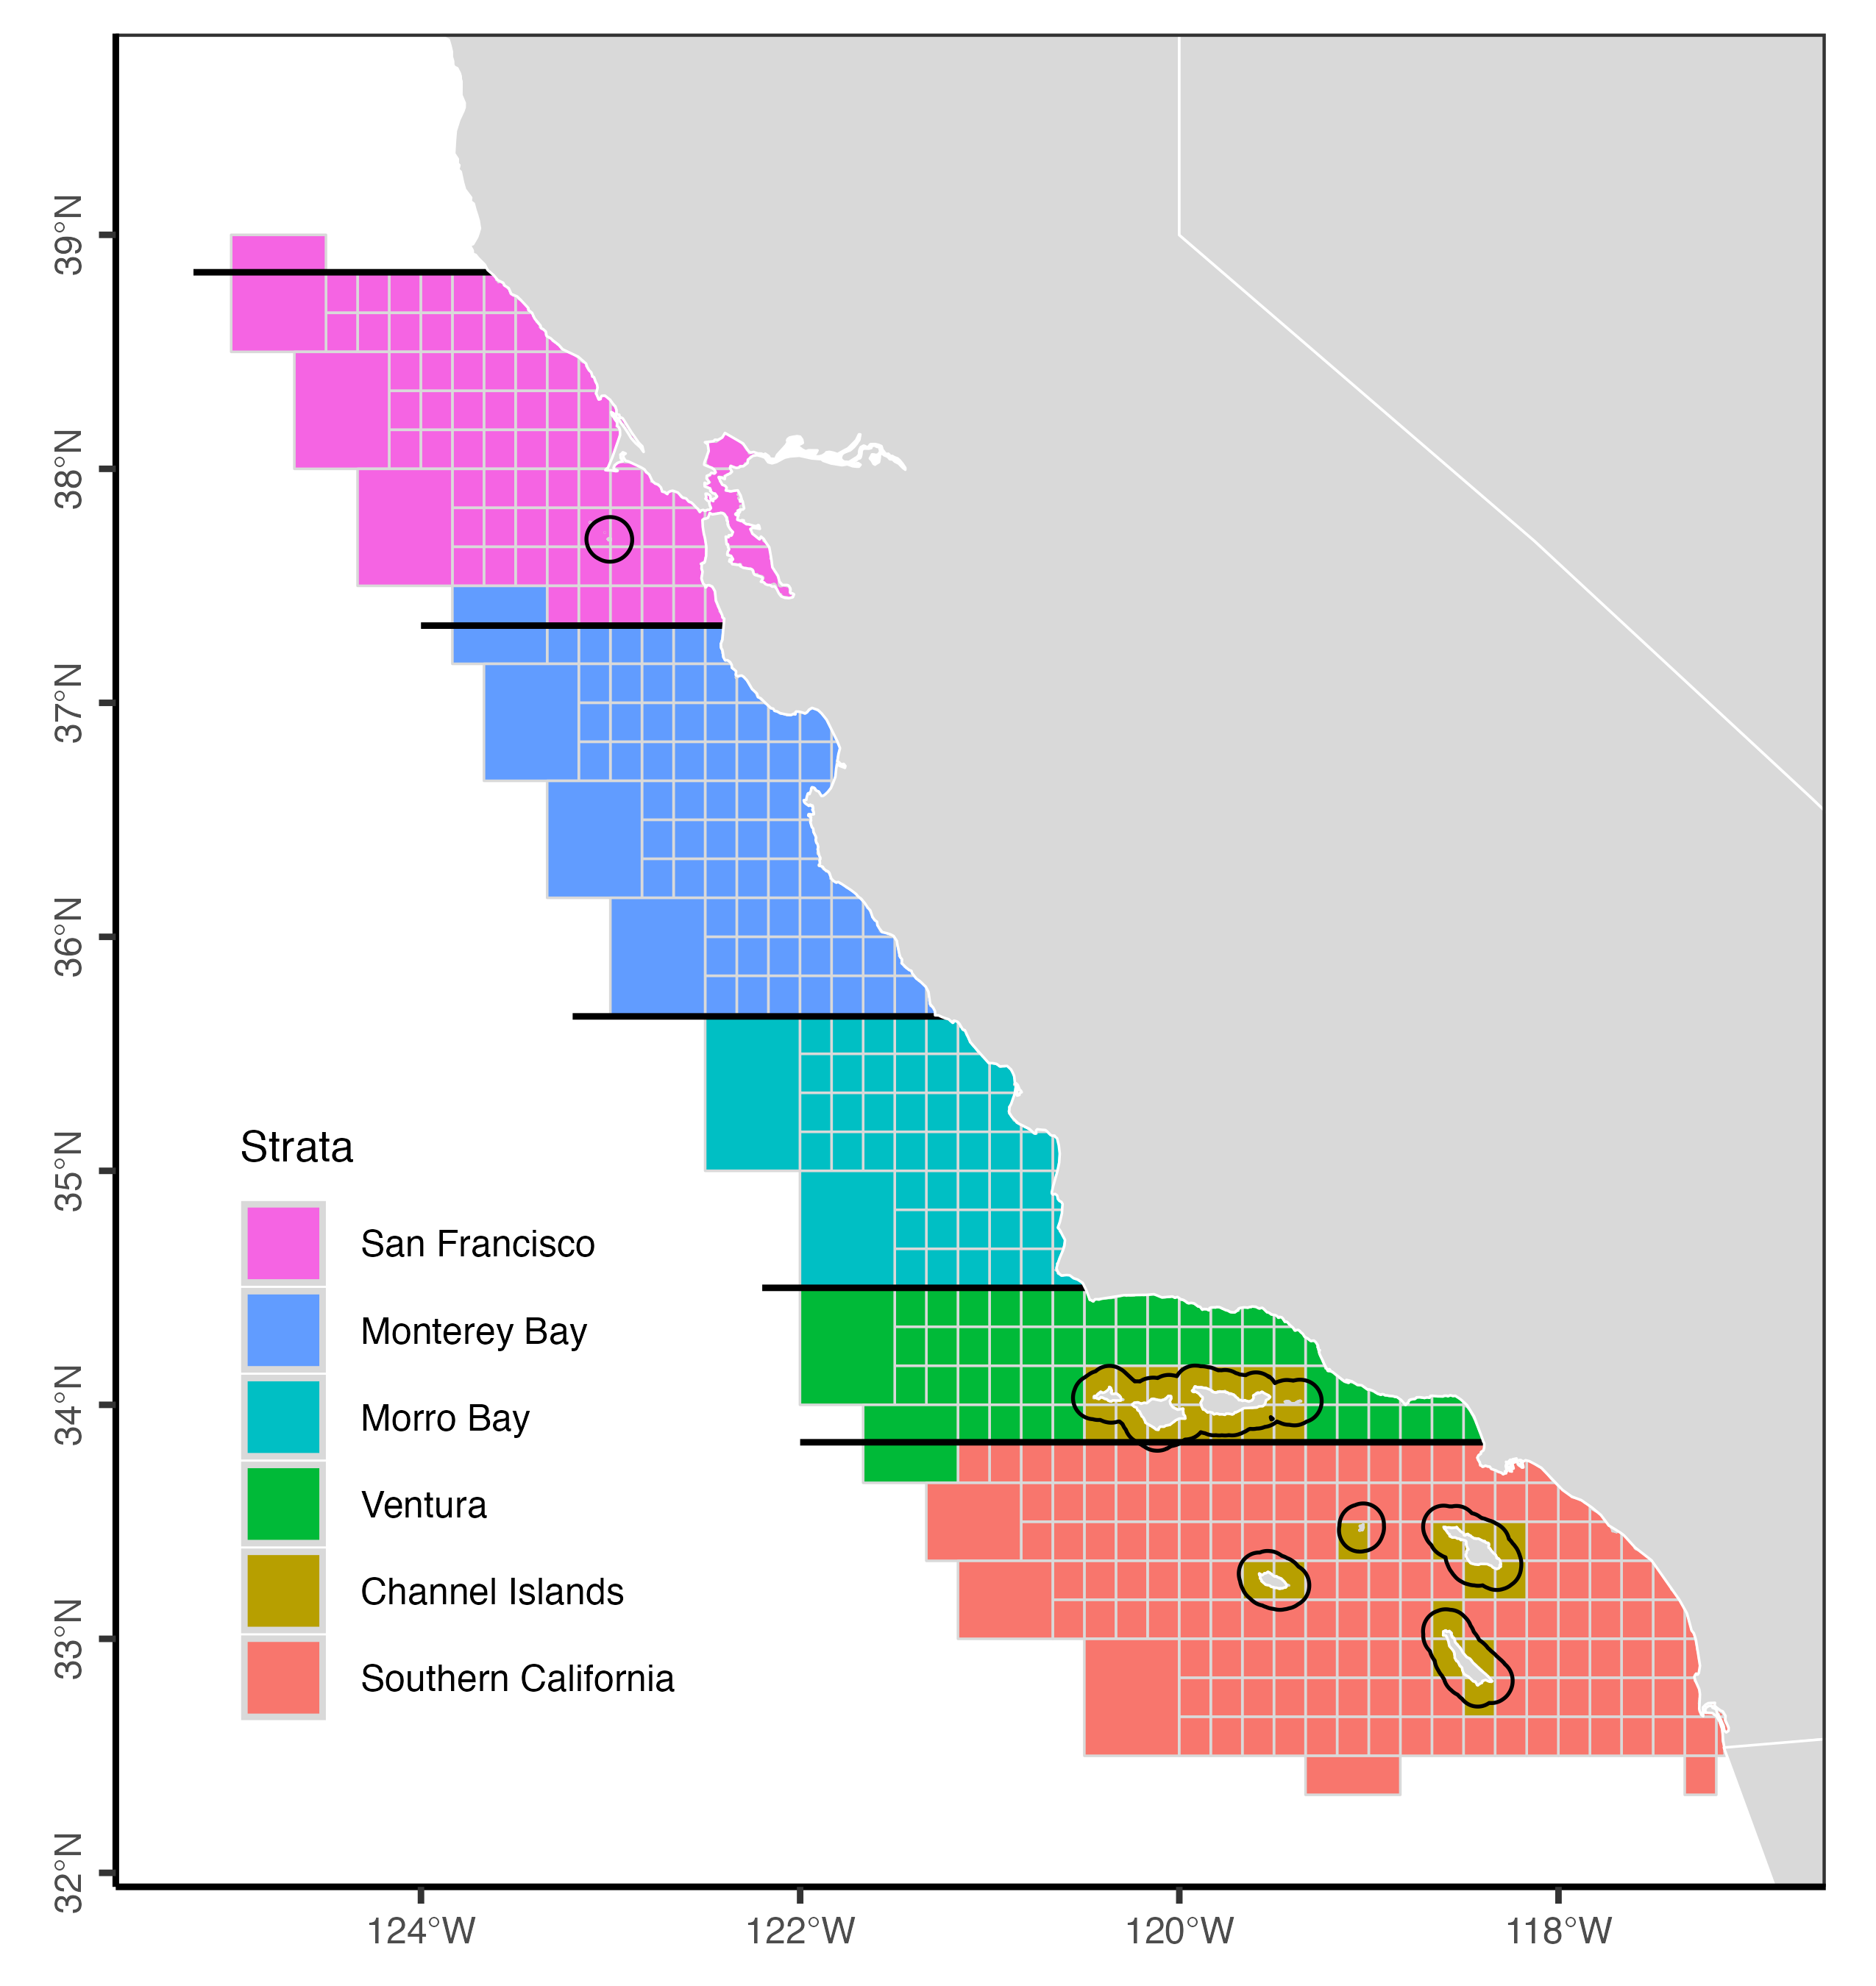 39°N
38°N
37°N
36°N
35°N
34°N
33°N
32°N
Strata
San Francisco
Monterey Bay
Morro Bay
Ventura
Channel Islands
Southern California
124°W
122°W
120°W
118°W